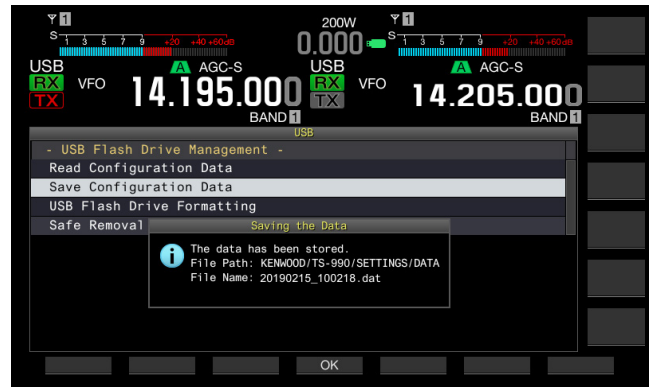 1 200W 1
S 1 3 5 7 9 +20 +40 +60dB 0.000 S 1 3 5 7 9 +20 +40 +60dB
USB A AGC-S USB A AGC-S
RX VFO 14.195.000 RX VFO 14.205.000
TX TX
BAND 1 BAND 1
USB
- USB Flash Drive Management -
Read Configuration Data
Save Configuration Data
USB Flash Drive Formatting
Safe Removal
Saving the Data
The data has been stored.
File Path: KENWOOD/TS-990/SETTINGS/DATA
File Name: 20190215_100218.dat
OK